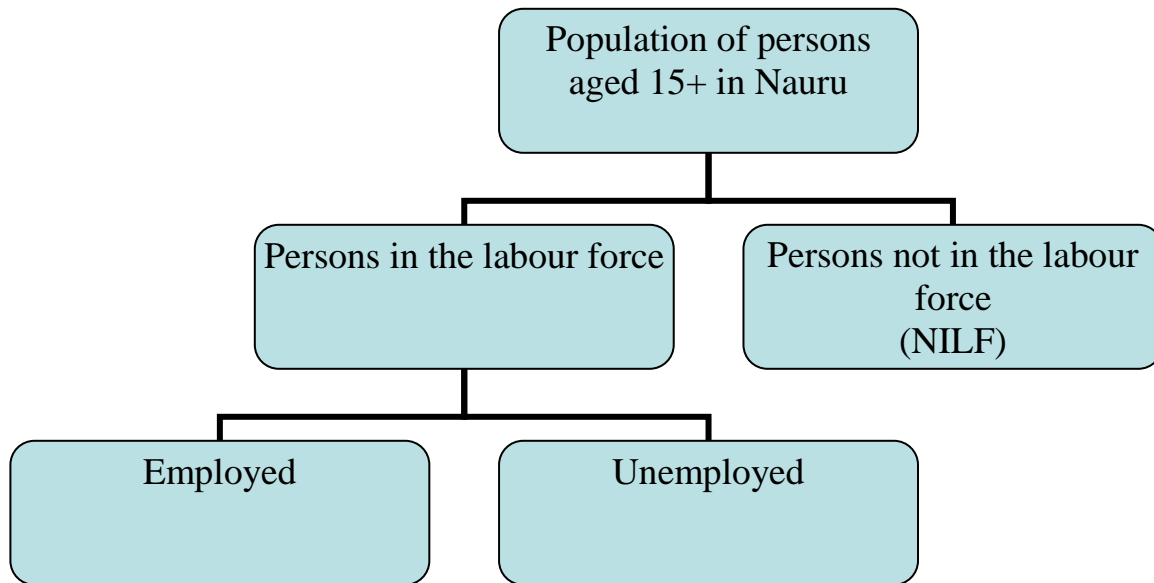 Population of persons
aged 15+ in Nauru
Persons in the labour force
Persons not in the labour
force
(NILF)
Employed
Unemployed